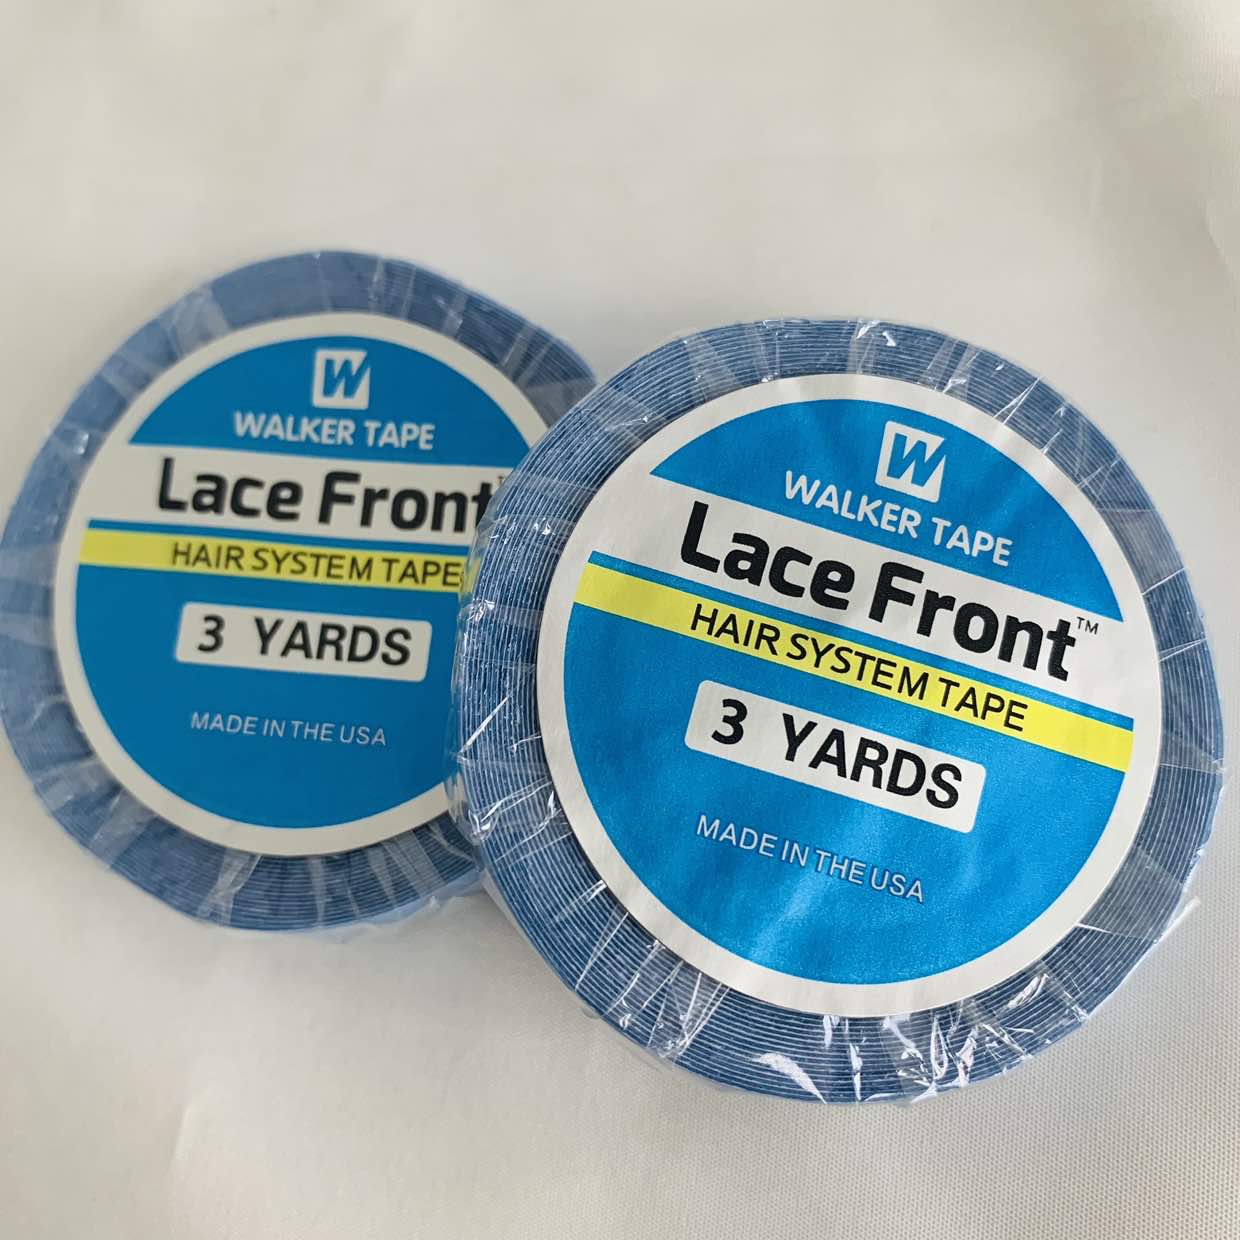 W
WALKER TAPE
Lace Front
HAIR SYSTEM TAPE
3 YARDS
MADE IN THE USA
W
WALKER TAPE
Lace Front™
HAIR SYSTEM TAPE
3 YARDS
MADE IN THE USA